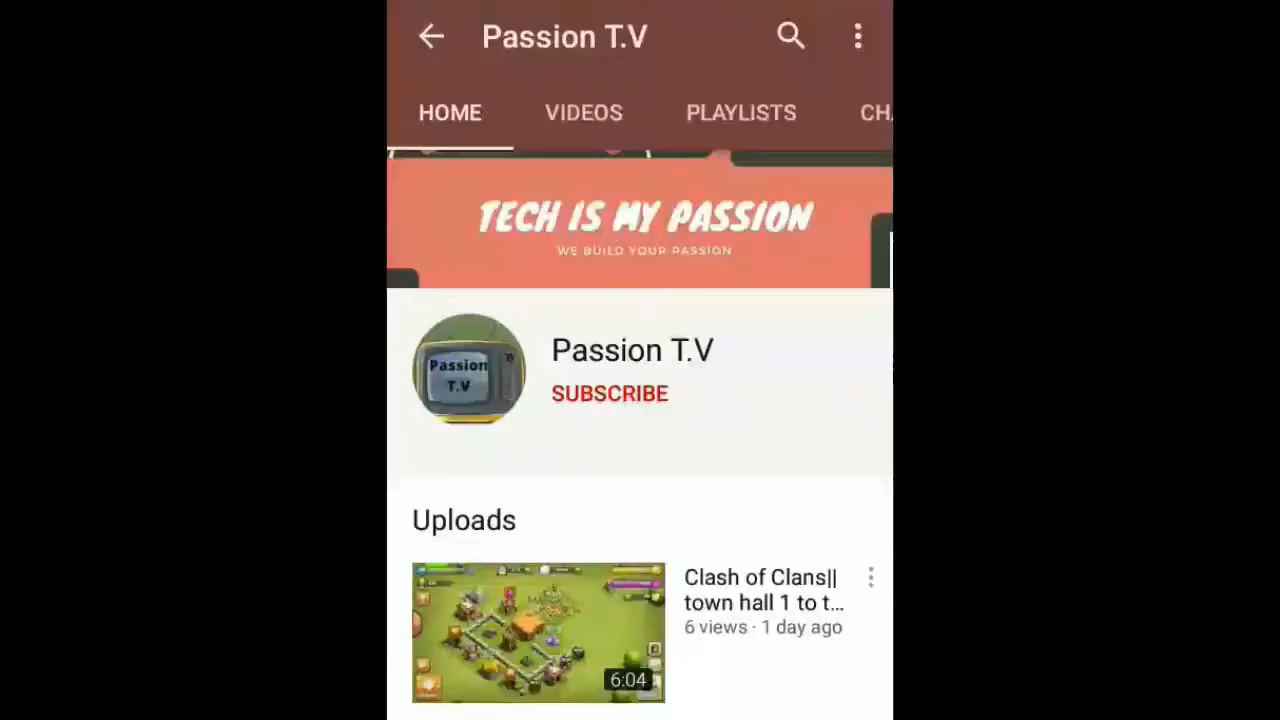 Passion T.V
HOME VIDEOS PLAYLISTS CH
TECH IS MY PASSION
WE BUILD YOUR PASSION
Passion
T.V
Passion T.V
SUBSCRIBE
Uploads
Clash of Clans||
town hall 1 to t...
6 views · 1 day ago
6:04